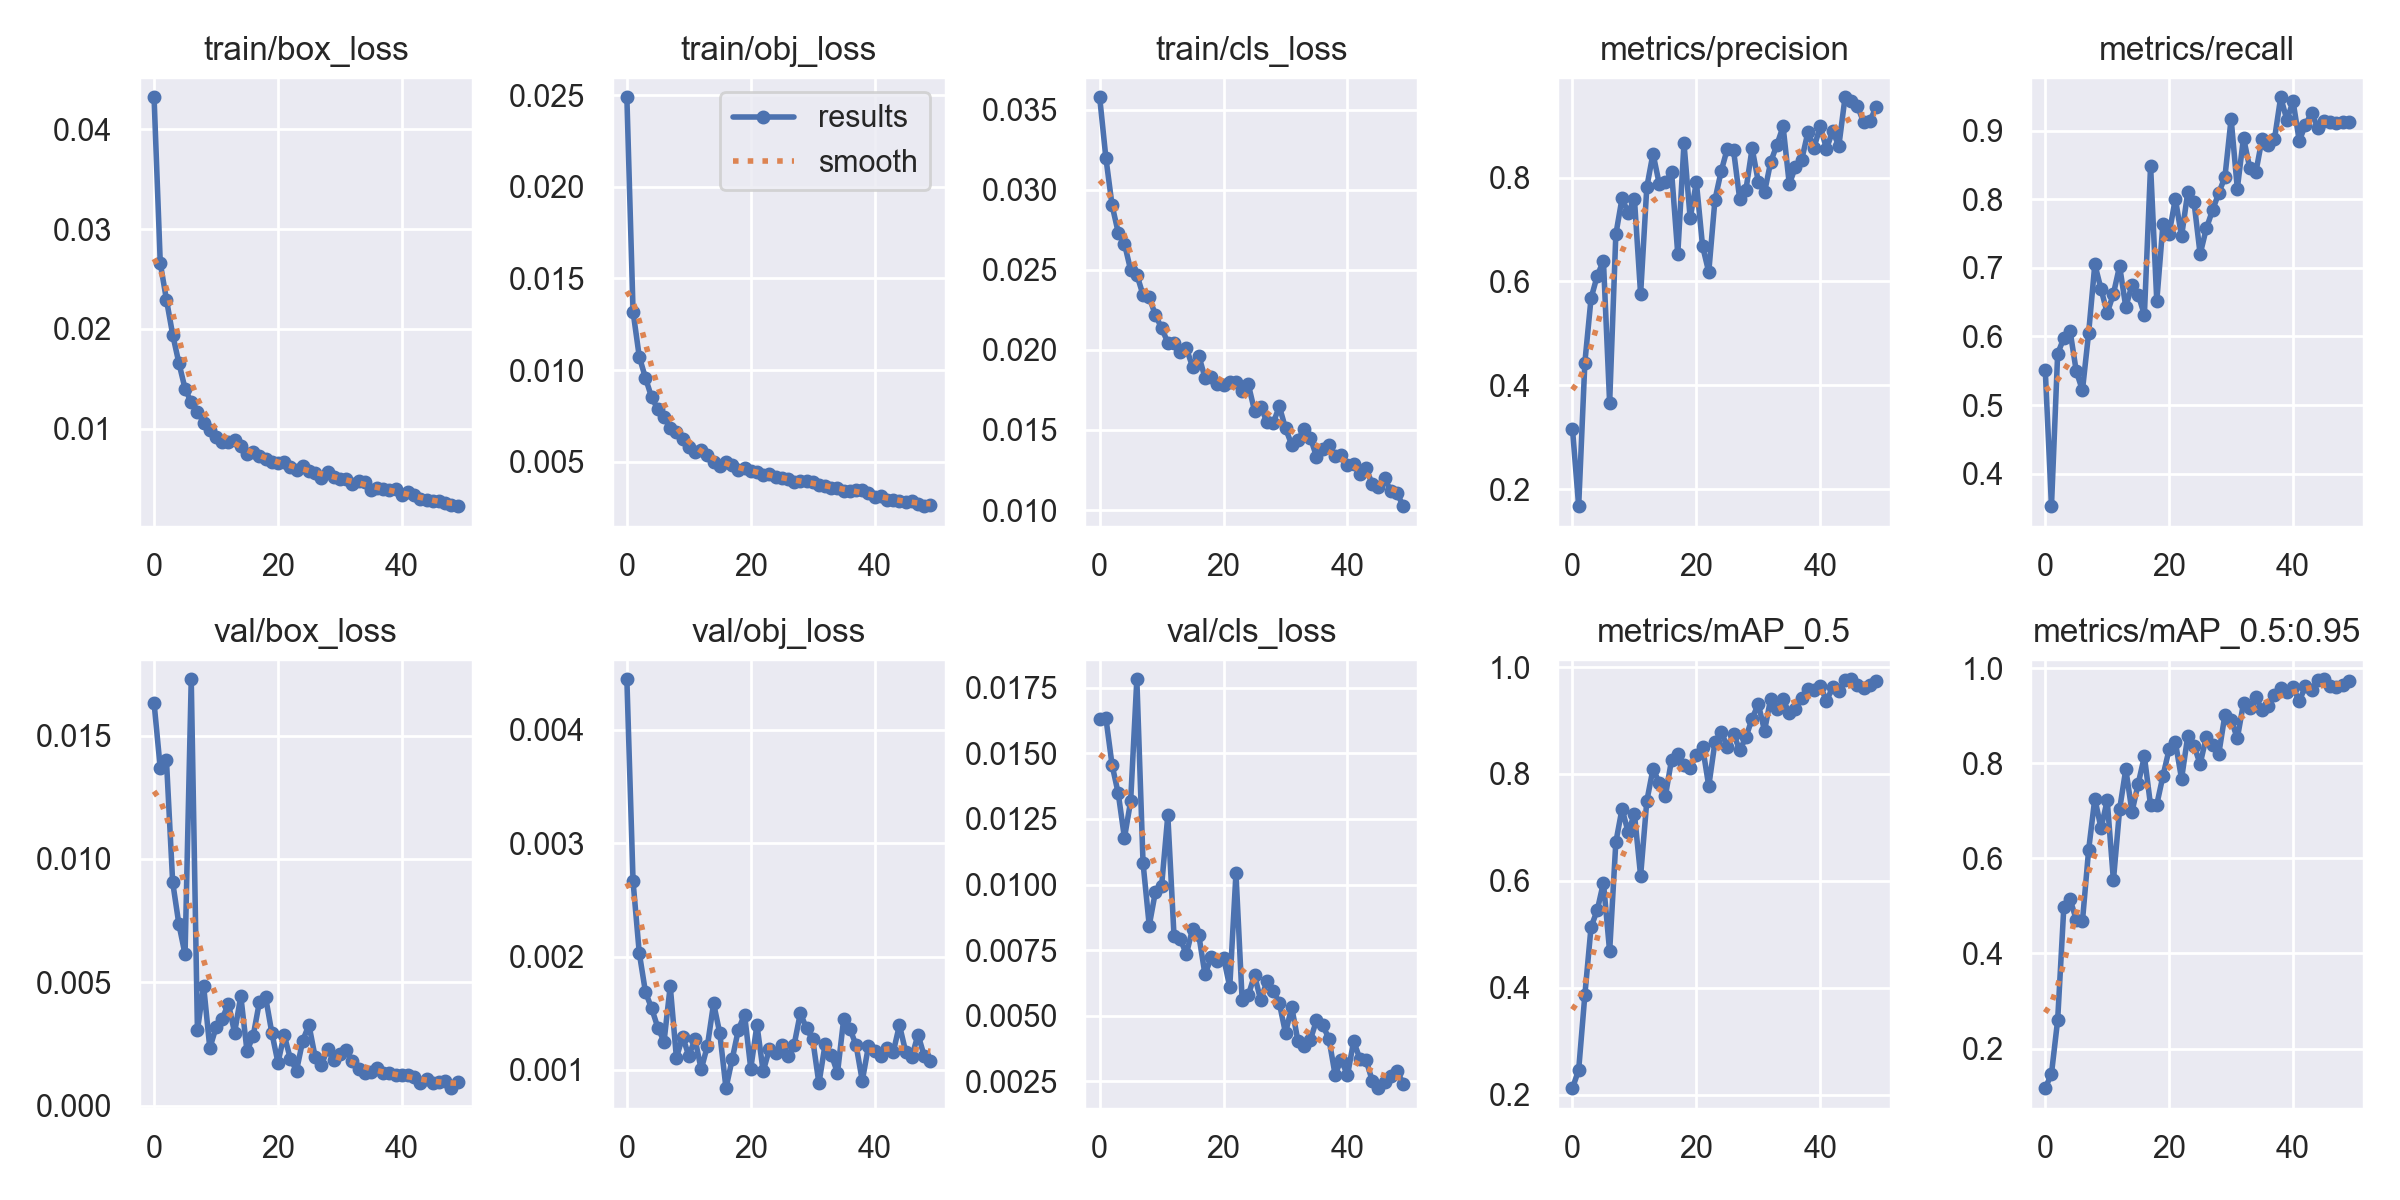 train/box_loss
0.04
0.03
0.02
0.01
0 20 40
train/obj_loss
0.025
0.020
0.015
0.010
0.005
results
smooth
0 20 40
train/cls_loss
0.035
0.030
0.025
0.020
0.015
0.010
0 20 40
metrics/precision
0.8
0.6
0.4
0.2
0 20 40
metrics/recall
0.9
0.8
0.7
0.6
0.5
0.4
0 20 40
val/box_loss
0.015
0.010
0.005
0.000
0 20 40
val/obj_loss
0.004
0.003
0.002
0.001
0 20 40
val/cls_loss
0.0175
0.0150
0.0125
0.0100
0.0075
0.0050
0.0025
0 20 40
metrics/mAP_0.5
1.0
0.8
0.6
0.4
0.2
0 20 40
metrics/mAP_0.5:0.95
1.0
0.8
0.6
0.4
0.2
0 20 40